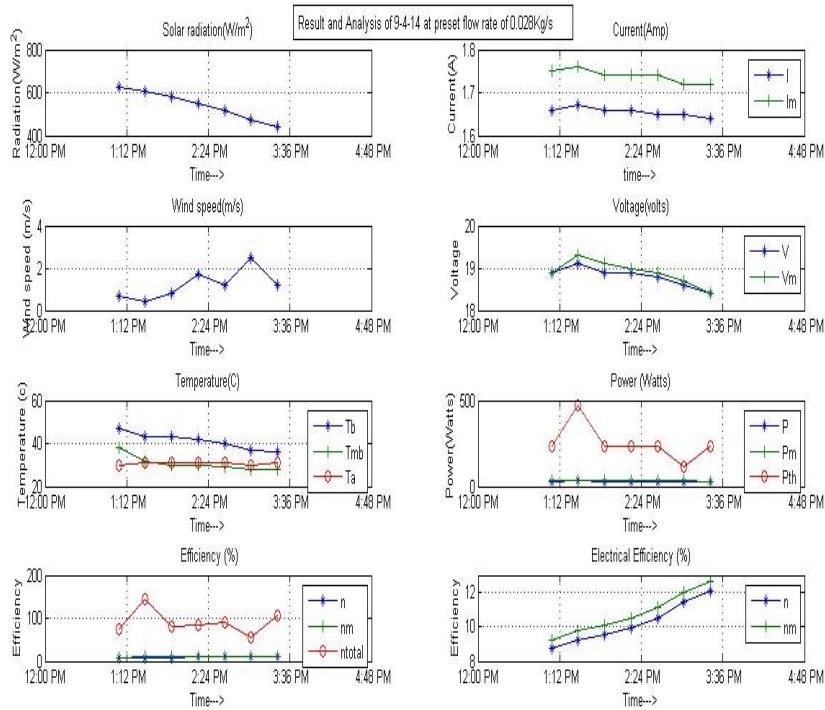 Result and Analysis of 9-4-14 at preset flow rate of 0.028Kg/s
Solar radiation(W/m²)
Radiation(W/m²)
800
600
400
12:00 PM 1:12 PM 2:24 PM 3:36 PM 4:48 PM
Time--->
Current(Amp)
Current(A)
1.8
1.7
1.6
I
Im
12:00 PM 1:12 PM 2:24 PM 3:36 PM 4:48 PM
time--->
Wind speed(m/s)
Wind speed (m/s)
4
2
0
12:00 PM 1:12 PM 2:24 PM 3:36 PM 4:48 PM
Time--->
Voltage(volts)
Voltage
20
19
18
V
Vm
12:00 PM 1:12 PM 2:24 PM 3:36 PM 4:48 PM
Time--->
Temperature(C)
Temperature (c)
60
40
20
Tb
Tmb
Ta
12:00 PM 1:12 PM 2:24 PM 3:36 PM 4:48 PM
Time--->
Power (Watts)
Power(Watts)
500
0
P
Pm
Pth
12:00 PM 1:12 PM 2:24 PM 3:36 PM 4:48 PM
Time--->
Efficiency (%)
Efficiency
200
100
0
n
nm
ntotal
12:00 PM 1:12 PM 2:24 PM 3:36 PM 4:48 PM
Time--->
Electrical Efficiency (%)
Efficiency
12
10
8
n
nm
12:00 PM 1:12 PM 2:24 PM 3:36 PM 4:48 PM
Time--->